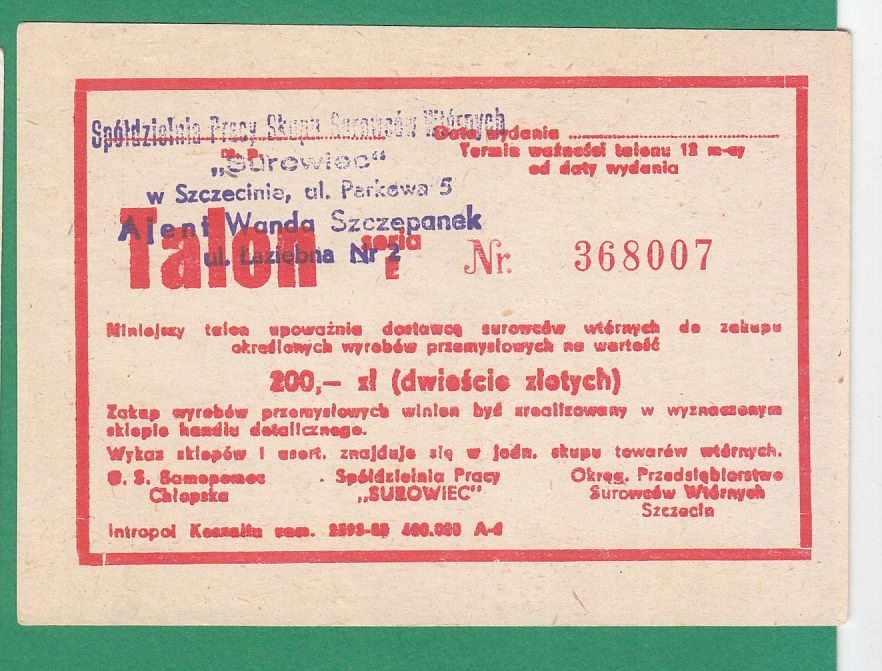 Spółdzielnia Pracy Skupu Surowców Wtórnych
„Surowiec”
w Szczecinie, ul. Parkowa 5
Ajent Wanda Szczepanek
ul. Łaziebna Nr 2
Data wydania
Termin ważności talonu 12 m-cy
od daty wydania
Talon seria
E
Nr. 368007
Niniejszy talon upoważnia dostawcę surowców wtórnych do zakupu
określonych wyrobów przemysłowych na wartość
200,— zł (dwieście złotych)
Zakup wyrobów przemysłowych winien być zrealizowany w wyznaczonym
sklepie handlu detalicznego.
Wykaz sklepów i asort. znajduje się w jedn. skupu towarów wtórnych.
G. S. Samopomoc
Chłopska
Spółdzielnia Pracy
„SUROWIEC”
Okręg. Przedsiębiorstwo
Surowców Wtórnych
Szczecin
Intropol Koszalin zam. 400.000 A-6